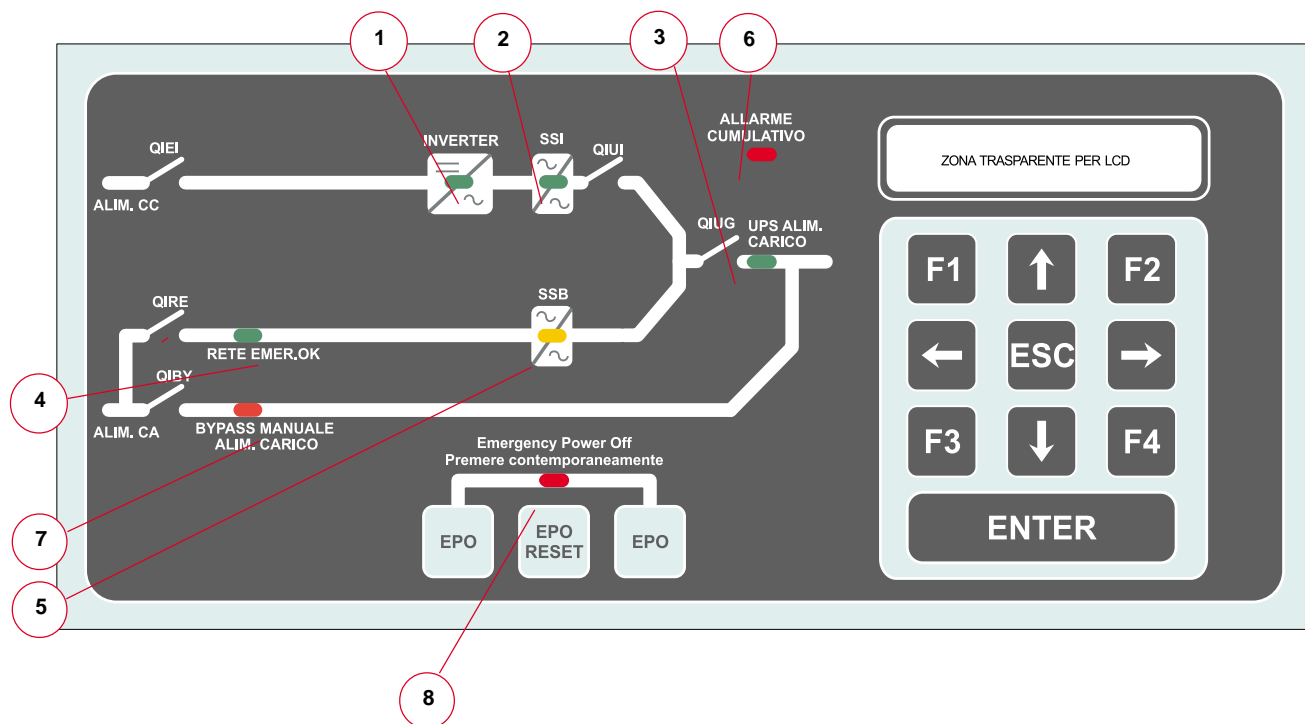 1
2
3
6
ALLARME
CUMULATIVO
INVERTER
SSI
QIEI
QIUI
ZONA TRASPARENTE PER LCD
ALIM. CC
QIUG
UPS ALIM.
CARICO
F1
F2
SSB
QIRE
RETE EMER.OK
ESC
QIBY
4
ALIM. CA
BYPASS MANUALE
ALIM. CARICO
F3
F4
Emergency Power Off
Premere contemporaneamente
7
EPO
EPO
RESET
EPO
ENTER
5
8